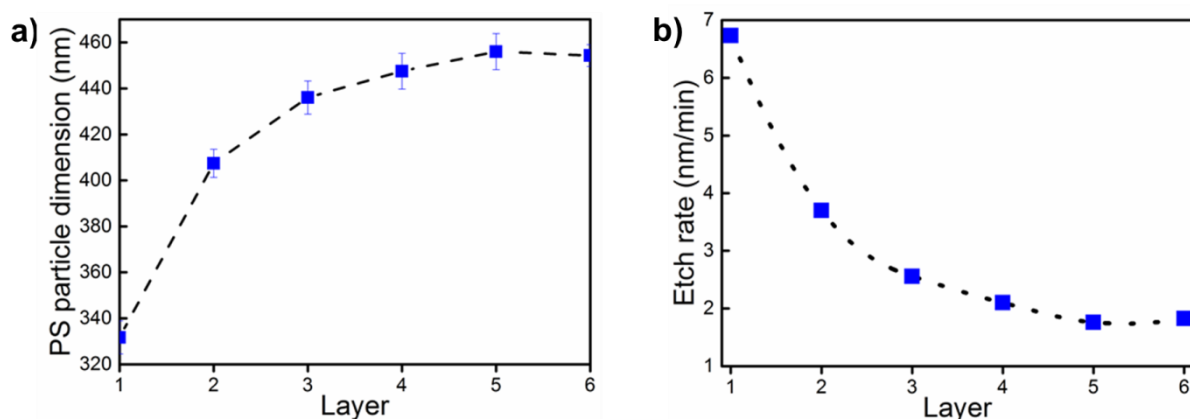 a)
PS particle dimension (nm)
460
440
420
400
380
360
340
320
1 2 3 4 5 6
Layer
b)
Etch rate (nm/min)
7
6
5
4
3
2
1
1 2 3 4 5 6
Layer